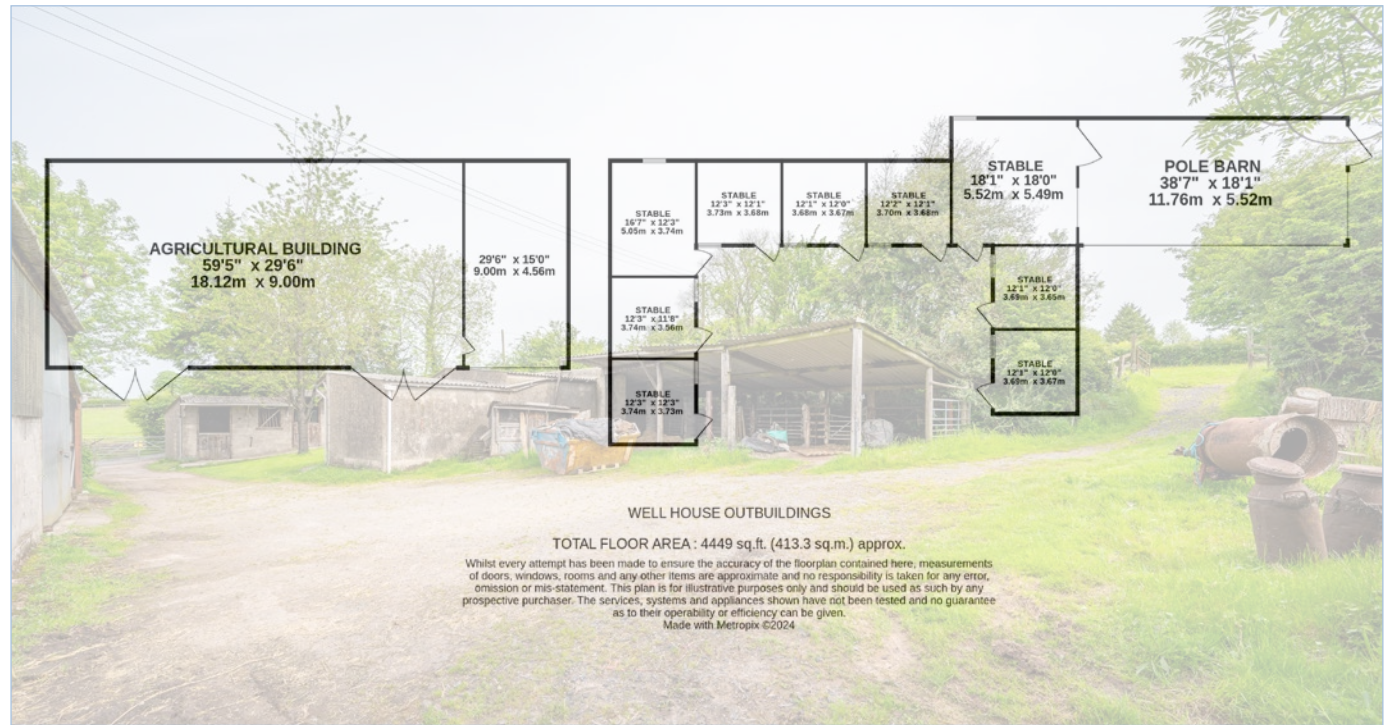 AGRICULTURAL BUILDING
59'5" x 29'6"
18.12m x 9.00m
29'6" x 15'0"
9.00m x 4.56m
STABLE
16'7" x 12'3"
5.05m x 3.74m
STABLE
12'3" x 12'1"
3.73m x 3.68m
STABLE
12'1" x 12'0"
3.68m x 3.67m
STABLE
12'2" x 12'1"
3.70m x 3.68m
STABLE
18'1" x 18'0"
5.52m x 5.49m
POLE BARN
38'7" x 18'1"
11.76m x 5.52m
STABLE
12'3" x 11'8"
3.74m x 3.56m
STABLE
12'3" x 12'3"
3.74m x 3.73m
STABLE
12'1" x 12'0"
3.69m x 3.65m
STABLE
12'1" x 12'0"
3.69m x 3.67m
WELL HOUSE OUTBUILDINGS
TOTAL FLOOR AREA : 4449 sq.ft. (413.3 sq.m.) approx.
Whilst every attempt has been made to ensure the accuracy of the floorplan contained here, measurements
of doors, windows, rooms and any other items are approximate and no responsibility is taken for any error,
omission or mis-statement. This plan is for illustrative purposes only and should be used as such by any
prospective purchaser. The services, systems and appliances shown have not been tested and no guarantee
as to their operability or efficiency can be given.
Made with Metropix ©2024